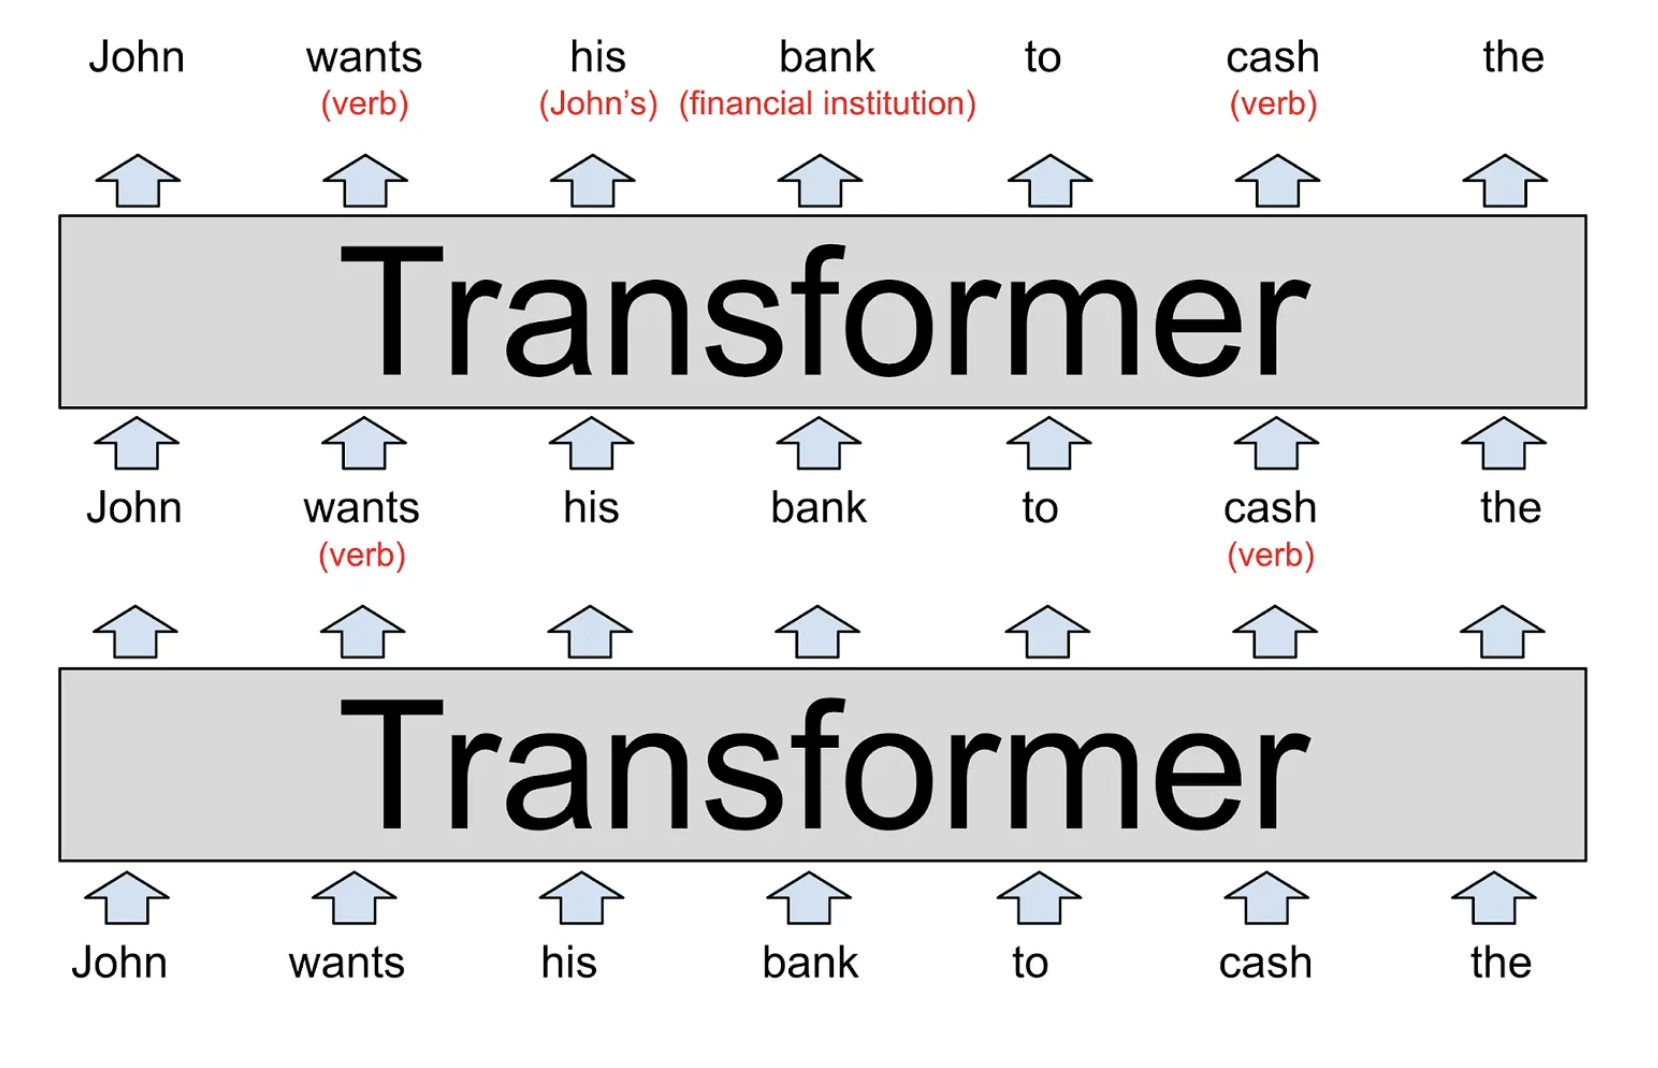 John wants his bank to cash the
(verb) (John’s) (financial institution) (verb)
Transformer
John wants his bank to cash the
(verb) (verb)
Transformer
John wants his bank to cash the